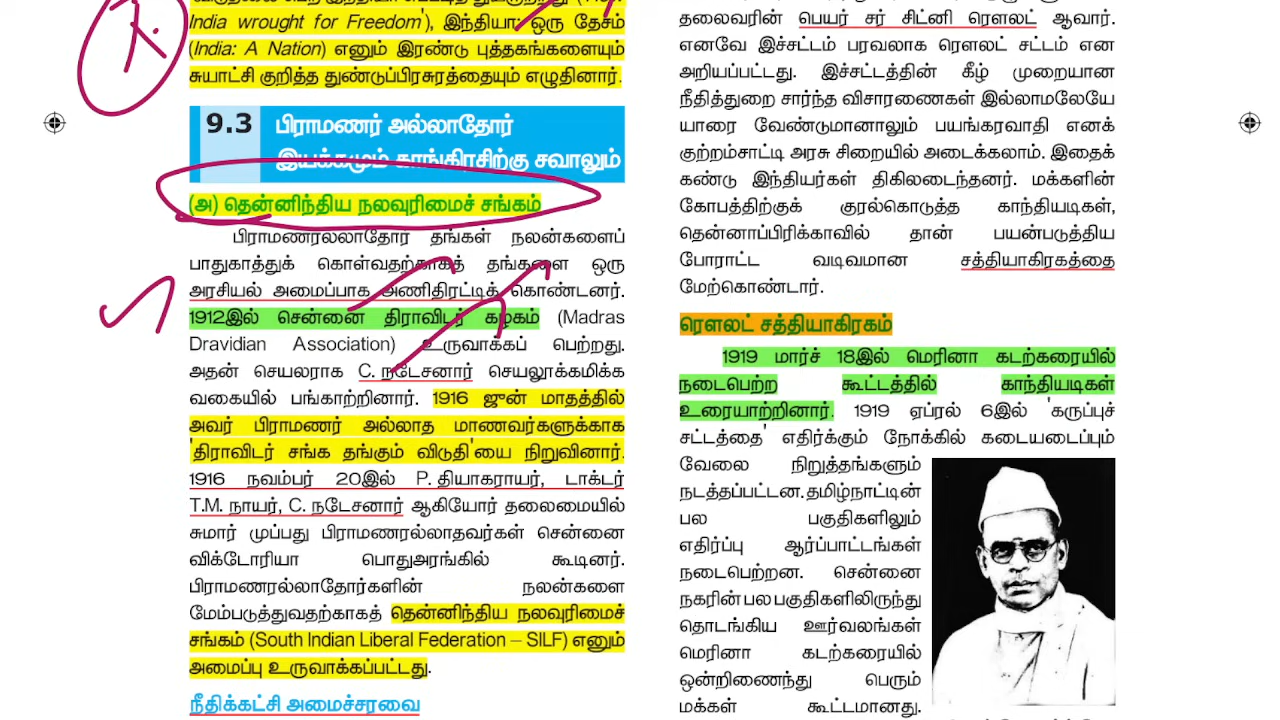 India wrought for Freedom'), இந்தியா: ஒரு தேசம்
(India: A Nation) எனும் இரண்டு புத்தகங்களையும்
சுயாட்சி குறித்த துண்டுப்பிரசுரத்தையும் எழுதினார்.
9.3 பிராமணர் அல்லாதோர்
இயக்கமும் காங்கிரசிற்கு சவாலும்
(அ) தென்னிந்திய நலவுரிமைச் சங்கம்
பிராமணரல்லாதோர் தங்கள் நலன்களைப்
பாதுகாத்துக் கொள்வதற்காகத் தங்களை ஒரு
அரசியல் அமைப்பாக அணிதிரட்டிக் கொண்டனர்.
1912இல் சென்னை திராவிடர் கழகம் (Madras
Dravidian Association) உருவாக்கப் பெற்றது.
அதன் செயலராக C. நடேசனார் செயலூக்கமிக்க
வகையில் பங்காற்றினார். 1916 ஜுன் மாதத்தில்
அவர் பிராமணர் அல்லாத மாணவர்களுக்காக
'திராவிடர் சங்க தங்கும் விடுதி'யை நிறுவினார்.
1916 நவம்பர் 20இல் P. தியாகராயர், டாக்டர்
T.M. நாயர், C. நடேசனார் ஆகியோர் தலைமையில்
சுமார் முப்பது பிராமணரல்லாதவர்கள் சென்னை
விக்டோரியா பொதுஅரங்கில் கூடினர்.
பிராமணரல்லாதோர்களின் நலன்களை
மேம்படுத்துவதற்காகத் தென்னிந்திய நலவுரிமைச்
சங்கம் (South Indian Liberal Federation – SILF) எனும்
அமைப்பு உருவாக்கப்பட்டது.
நீதிக்கட்சி அமைச்சரவை
தலைவரின் பெயர் சர் சிட்னி ரௌலட் ஆவார்.
எனவே இச்சட்டம் பரவலாக ரௌலட் சட்டம் என
அறியப்பட்டது. இச்சட்டத்தின் கீழ் முறையான
நீதித்துறை சார்ந்த விசாரணைகள் இல்லாமலேயே
யாரை வேண்டுமானாலும் பயங்கரவாதி எனக்
குற்றம்சாட்டி அரசு சிறையில் அடைக்கலாம். இதைக்
கண்டு இந்தியர்கள் திகிலடைந்தனர். மக்களின்
கோபத்திற்குக் குரல்கொடுத்த காந்தியடிகள்,
தென்னாப்பிரிக்காவில் தான் பயன்படுத்திய
போராட்ட வடிவமான சத்தியாகிரகத்தை
மேற்கொண்டார்.
ரௌலட் சத்தியாகிரகம்
1919 மார்ச் 18இல் மெரினா கடற்கரையில்
நடைபெற்ற கூட்டத்தில் காந்தியடிகள்
உரையாற்றினார். 1919 ஏப்ரல் 6இல் 'கருப்புச்
சட்டத்தை' எதிர்க்கும் நோக்கில் கடையடைப்பும்
வேலை நிறுத்தங்களும்
நடத்தப்பட்டன. தமிழ்நாட்டின்
பல பகுதிகளிலும்
எதிர்ப்பு ஆர்ப்பாட்டங்கள்
நடைபெற்றன. சென்னை
நகரின் பல பகுதிகளிலிருந்து
தொடங்கிய ஊர்வலங்கள்
மெரினா கடற்கரையில்
ஒன்றிணைந்து பெரும்
மக்கள் கூட்டமானது.